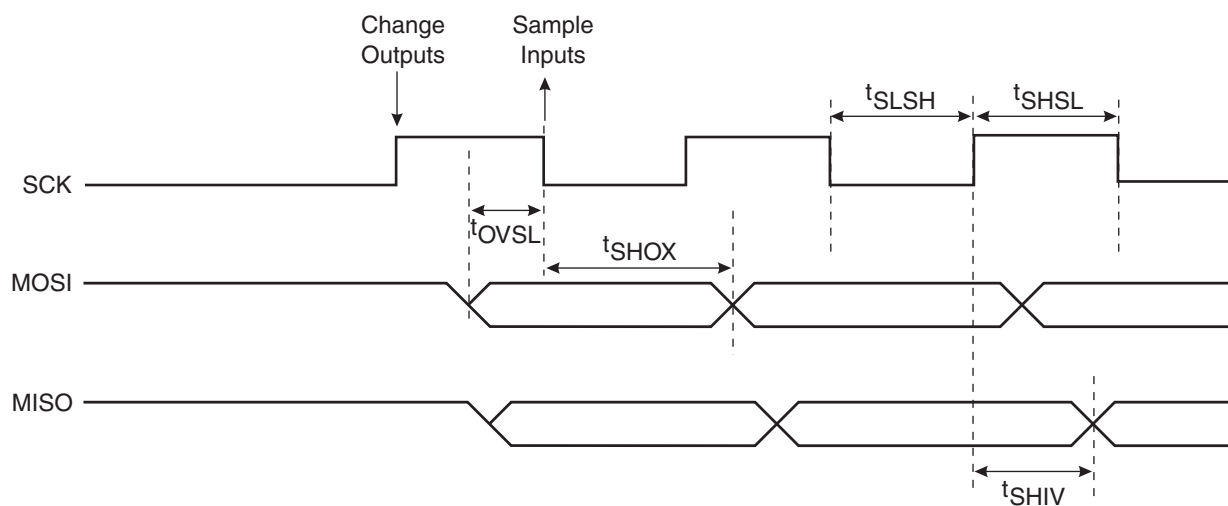 Change
Outputs
Sample
Inputs
tSLSH
tSHSL
SCK
tOVSL
tSHOX
MOSI
MISO
tSHIV